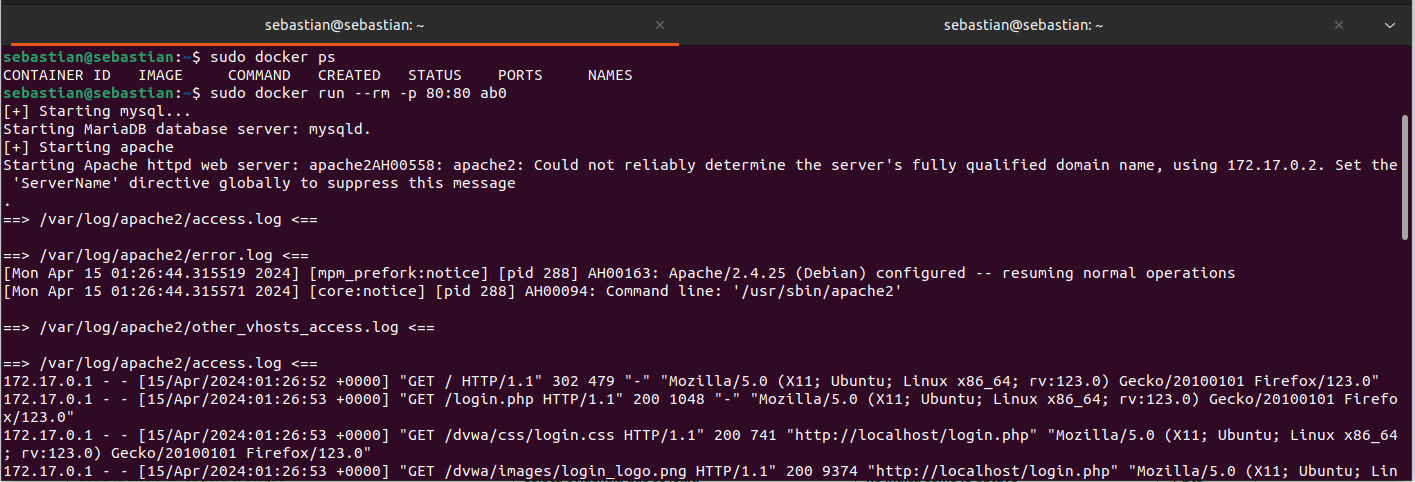 sebastian@sebastian: ~ × sebastian@sebastian: ~ ×
sebastian@sebastian:~$ sudo docker ps
CONTAINER ID   IMAGE     COMMAND   CREATED   STATUS    PORTS     NAMES
sebastian@sebastian:~$ sudo docker run --rm -p 80:80 ab0
[+] Starting mysql...
Starting MariaDB database server: mysqld.
[+] Starting apache
Starting Apache httpd web server: apache2AH00558: apache2: Could not reliably determine the server's fully qualified domain name, using 172.17.0.2. Set the
 'ServerName' directive globally to suppress this message
.
==> /var/log/apache2/access.log <==
==> /var/log/apache2/error.log <==
[Mon Apr 15 01:26:44.315519 2024] [mpm_prefork:notice] [pid 288] AH00163: Apache/2.4.25 (Debian) configured -- resuming normal operations
[Mon Apr 15 01:26:44.315571 2024] [core:notice] [pid 288] AH00094: Command line: '/usr/sbin/apache2'
==> /var/log/apache2/other_vhosts_access.log <==
==> /var/log/apache2/access.log <==
172.17.0.1 - - [15/Apr/2024:01:26:52 +0000] "GET / HTTP/1.1" 302 479 "-" "Mozilla/5.0 (X11; Ubuntu; Linux x86_64; rv:123.0) Gecko/20100101 Firefox/123.0"
172.17.0.1 - - [15/Apr/2024:01:26:53 +0000] "GET /login.php HTTP/1.1" 200 1048 "-" "Mozilla/5.0 (X11; Ubuntu; Linux x86_64; rv:123.0) Gecko/20100101 Firefo
x/123.0"
172.17.0.1 - - [15/Apr/2024:01:26:53 +0000] "GET /dvwa/css/login.css HTTP/1.1" 200 741 "http://localhost/login.php" "Mozilla/5.0 (X11; Ubuntu; Linux x86_64
; rv:123.0) Gecko/20100101 Firefox/123.0"
172.17.0.1 - - [15/Apr/2024:01:26:53 +0000] "GET /dvwa/images/login_logo.png HTTP/1.1" 200 9374 "http://localhost/login.php" "Mozilla/5.0 (X11; Ubuntu; Lin